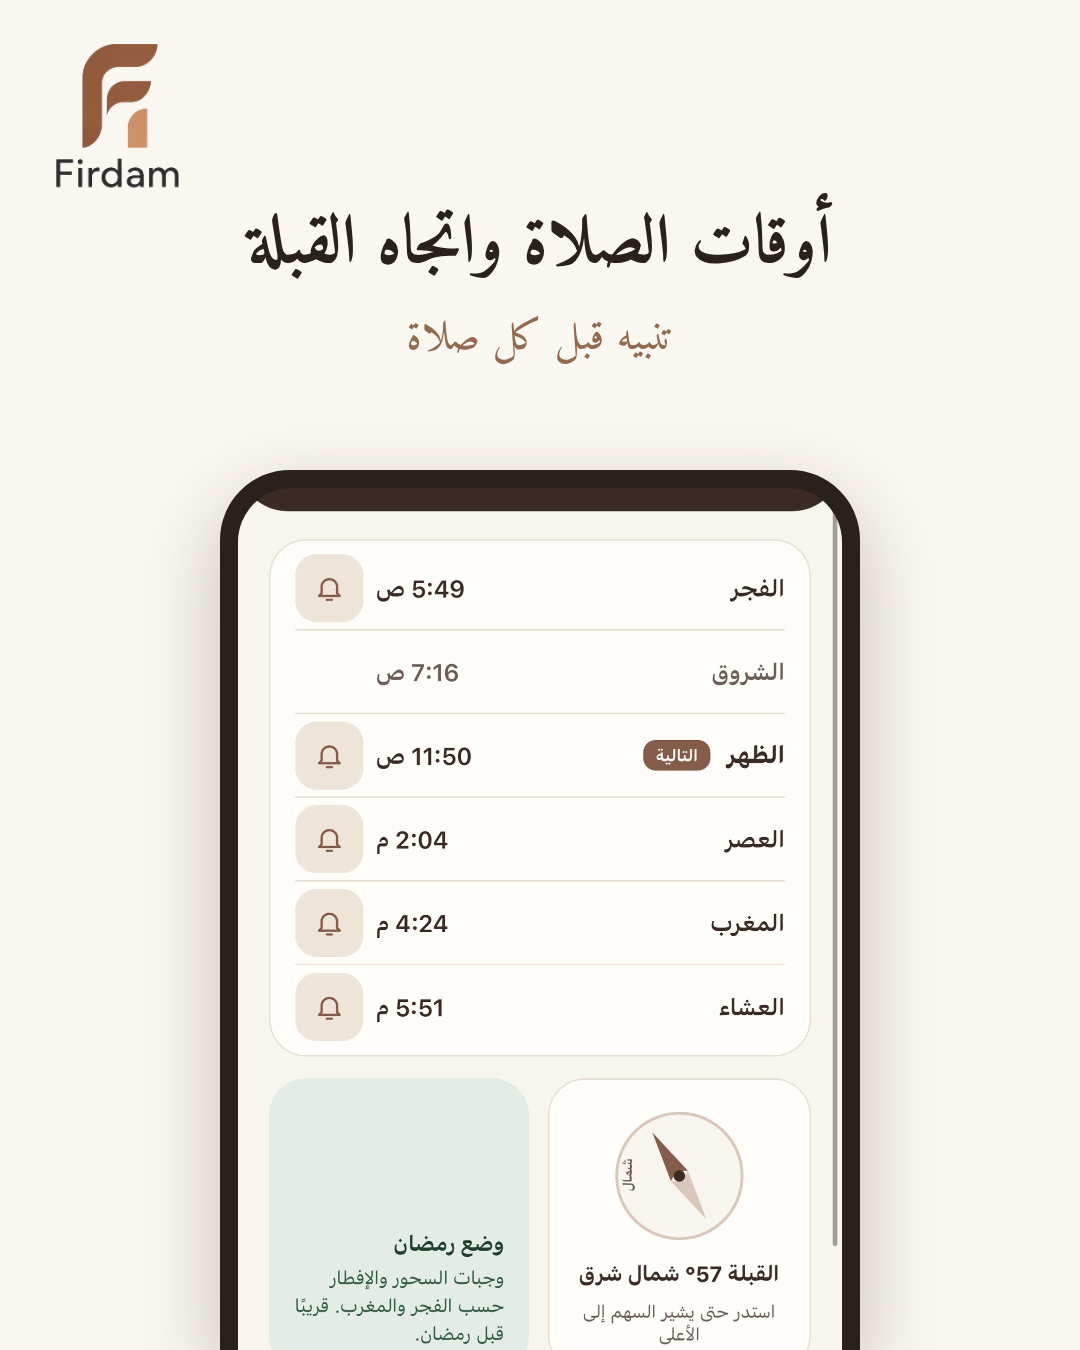 Firdam
أوقات الصلاة واتجاه القبلة
تنبيه قبل كل صلاة
الفجر 5:49 ص
الشروق 7:16 ص
الظهر التالية 11:50 ص
العصر 2:04 م
المغرب 4:24 م
العشاء 5:51 م
شمال
القبلة 57° شمال شرق
استدر حتى يشير السهم إلى
الأعلى
وضع رمضان
وجبات السحور والإفطار
حسب الفجر والمغرب. قريبًا
قبل رمضان.